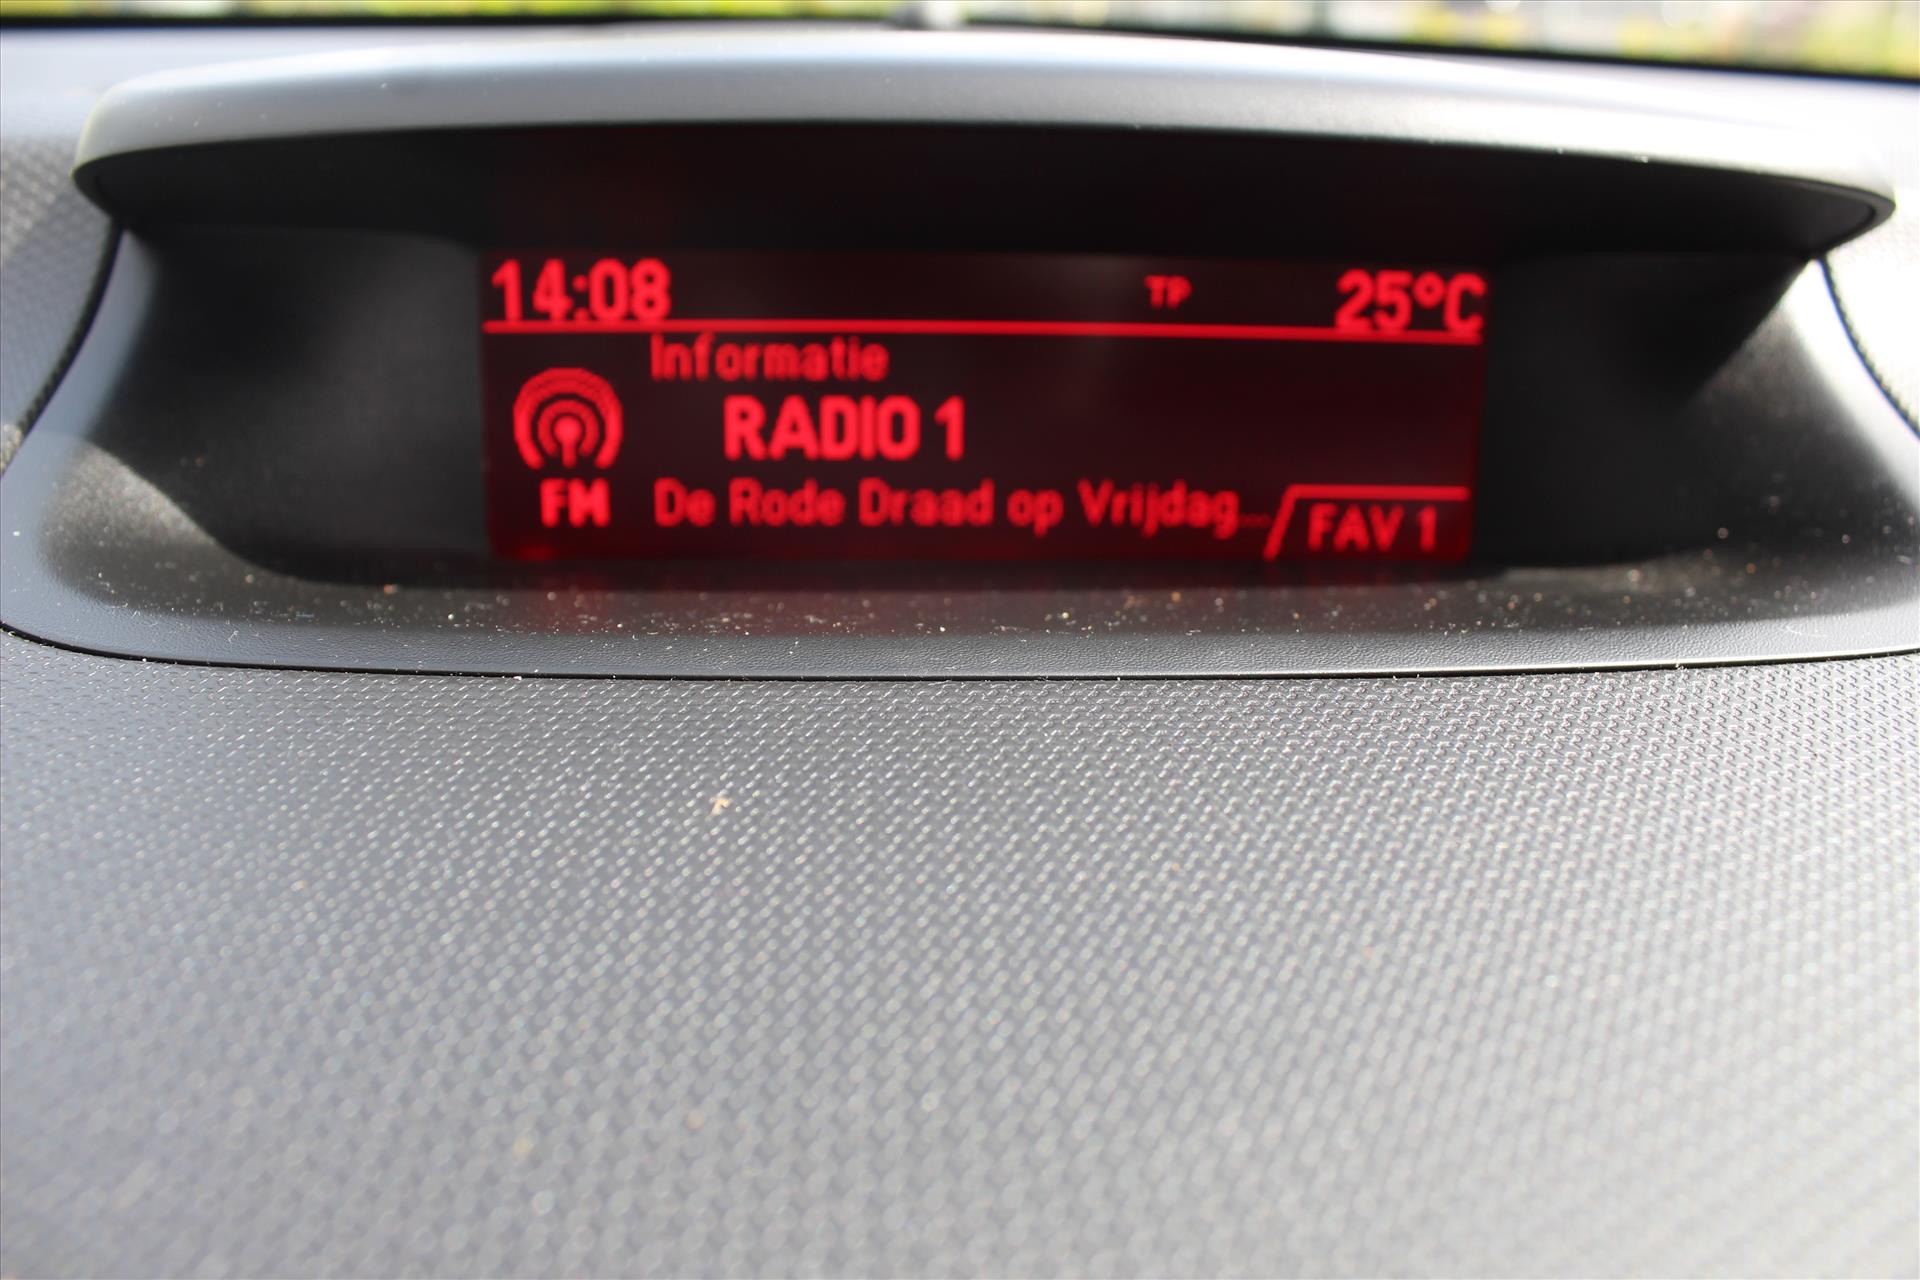 14:08 TP 25°C
Informatie
RADIO 1
FM De Rode Draad op Vrijdag... FAV 1